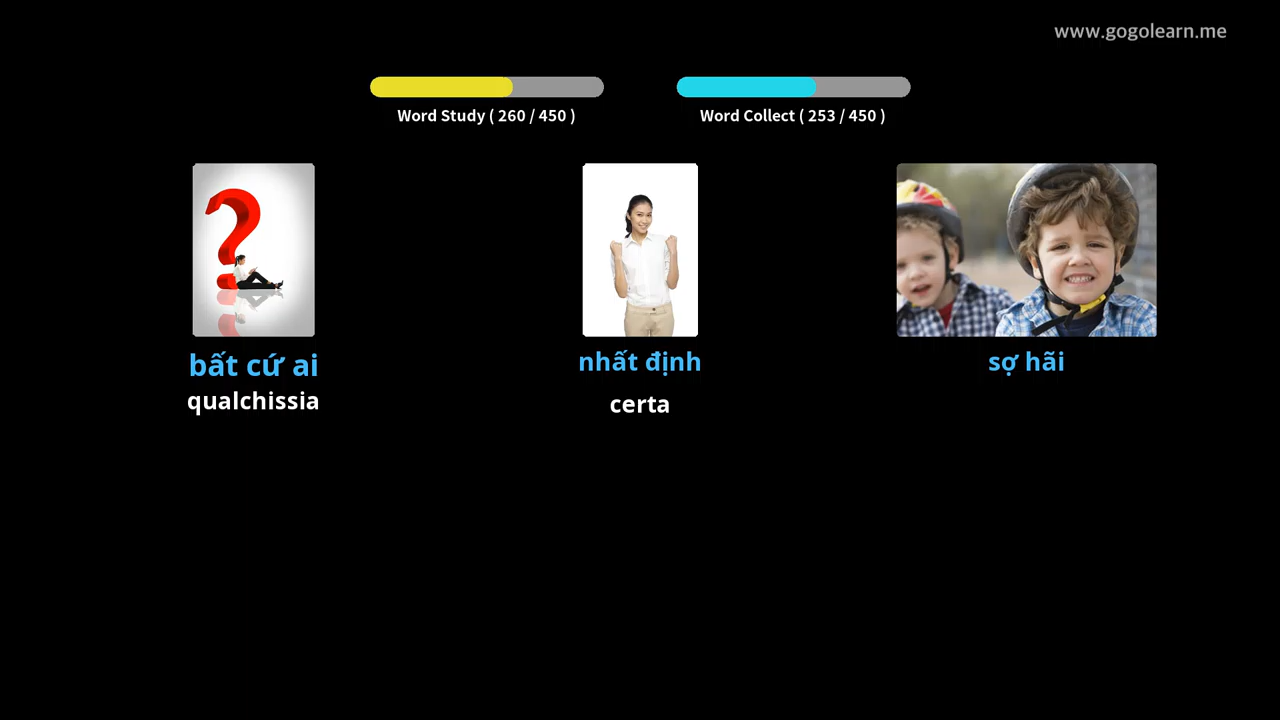 www.gogolearn.me
Word Study ( 260 / 450 )
Word Collect ( 253 / 450 )
bất cứ ai
qualchissia
nhất định
certa
sợ hãi